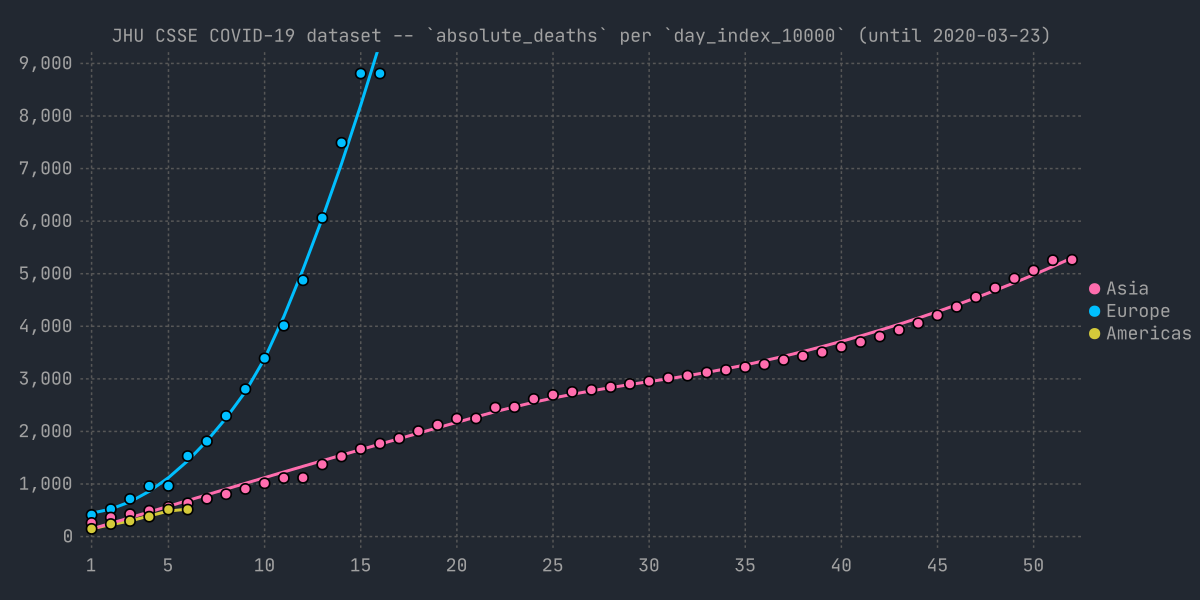 JHU CSSE COVID-19 dataset -- `absolute_deaths` per `day_index_10000` (until 2020-03-23)
9,000
8,000
7,000
6,000
5,000
4,000
3,000
2,000
1,000
0
Asia
Europe
Americas
1 5 10 15 20 25 30 35 40 45 50